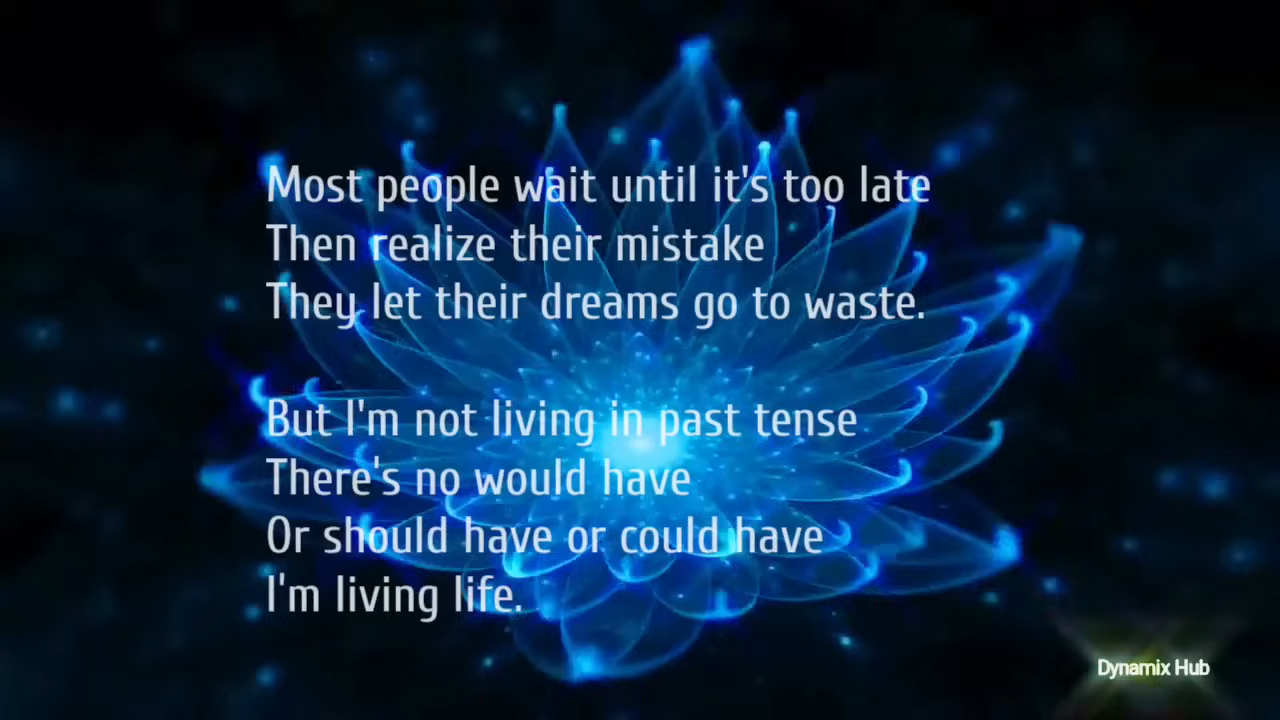 Most people wait until it's too late
Then realize their mistake
They let their dreams go to waste.
But I'm not living in past tense
There's no would have
Or should have or could have
I'm living life.
Dynamix Hub